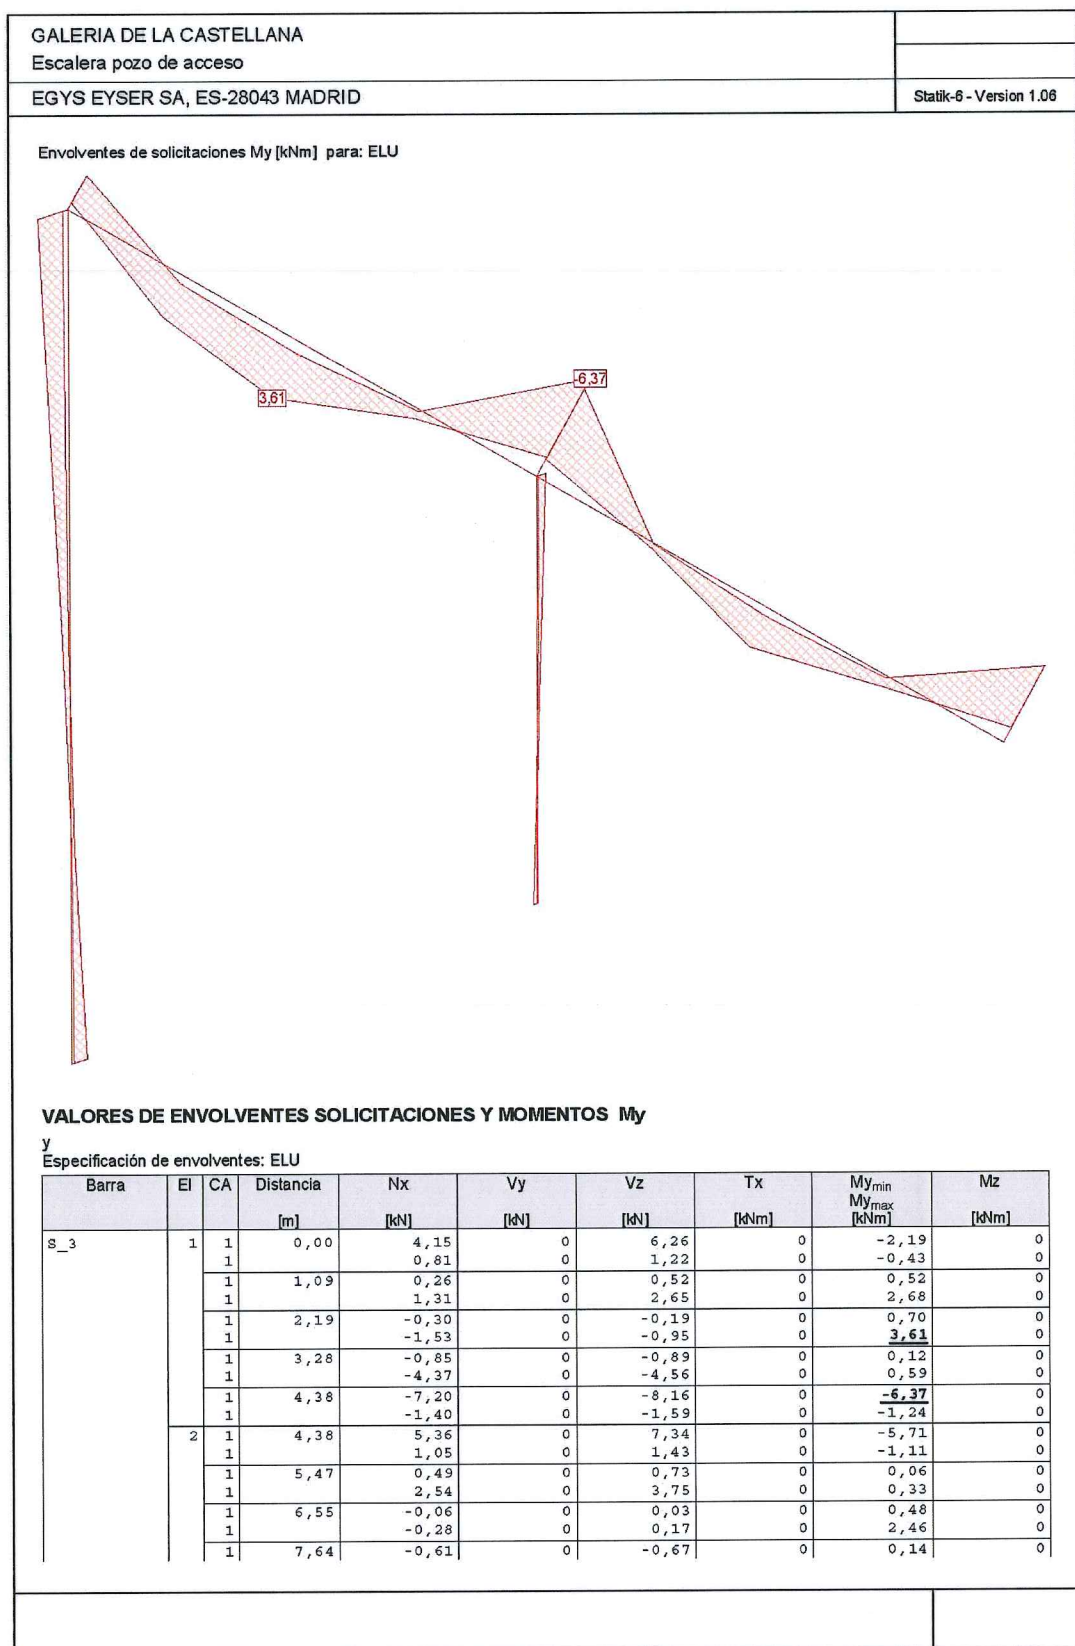 GALERIA DE LA CASTELLANA
Escalera pozo de acceso
EGYS EYSER SA, ES-28043 MADRID
Statik-6 - Version 1.06
Envolventes de solicitaciones My [kNm] para: ELU
-6,37
3,61
VALORES DE ENVOLVENTES SOLICITACIONES Y MOMENTOS My
y
Especificación de envolventes: ELU
Barra El CA Distancia Nx Vy Vz Tx Mymin Mz
Mymax
[m] [kN] [kN] [kN] [kNm] [kNm] [kNm]
S_3 1 1 0,00 4,15 0 6,26 0 -2,19 0
1 0,81 0 1,22 0 -0,43 0
1 1,09 0,26 0 0,52 0 0,52 0
1 1,31 0 2,65 0 2,68 0
1 2,19 -0,30 0 -0,19 0 0,70 0
1 -1,53 0 -0,95 0 3,61 0
1 3,28 -0,85 0 -0,89 0 0,12 0
1 -4,37 0 -4,56 0 0,59 0
1 4,38 -7,20 0 -8,16 0 -6,37 0
1 -1,40 0 -1,59 0 -1,24 0
2 1 4,38 5,36 0 7,34 0 -5,71 0
1 1,05 0 1,43 0 -1,11 0
1 5,47 0,49 0 0,73 0 0,06 0
1 2,54 0 3,75 0 0,33 0
1 6,55 -0,06 0 0,03 0 0,48 0
1 -0,28 0 0,17 0 2,46 0
1 7,64 -0,61 0 -0,67 0 0,14 0